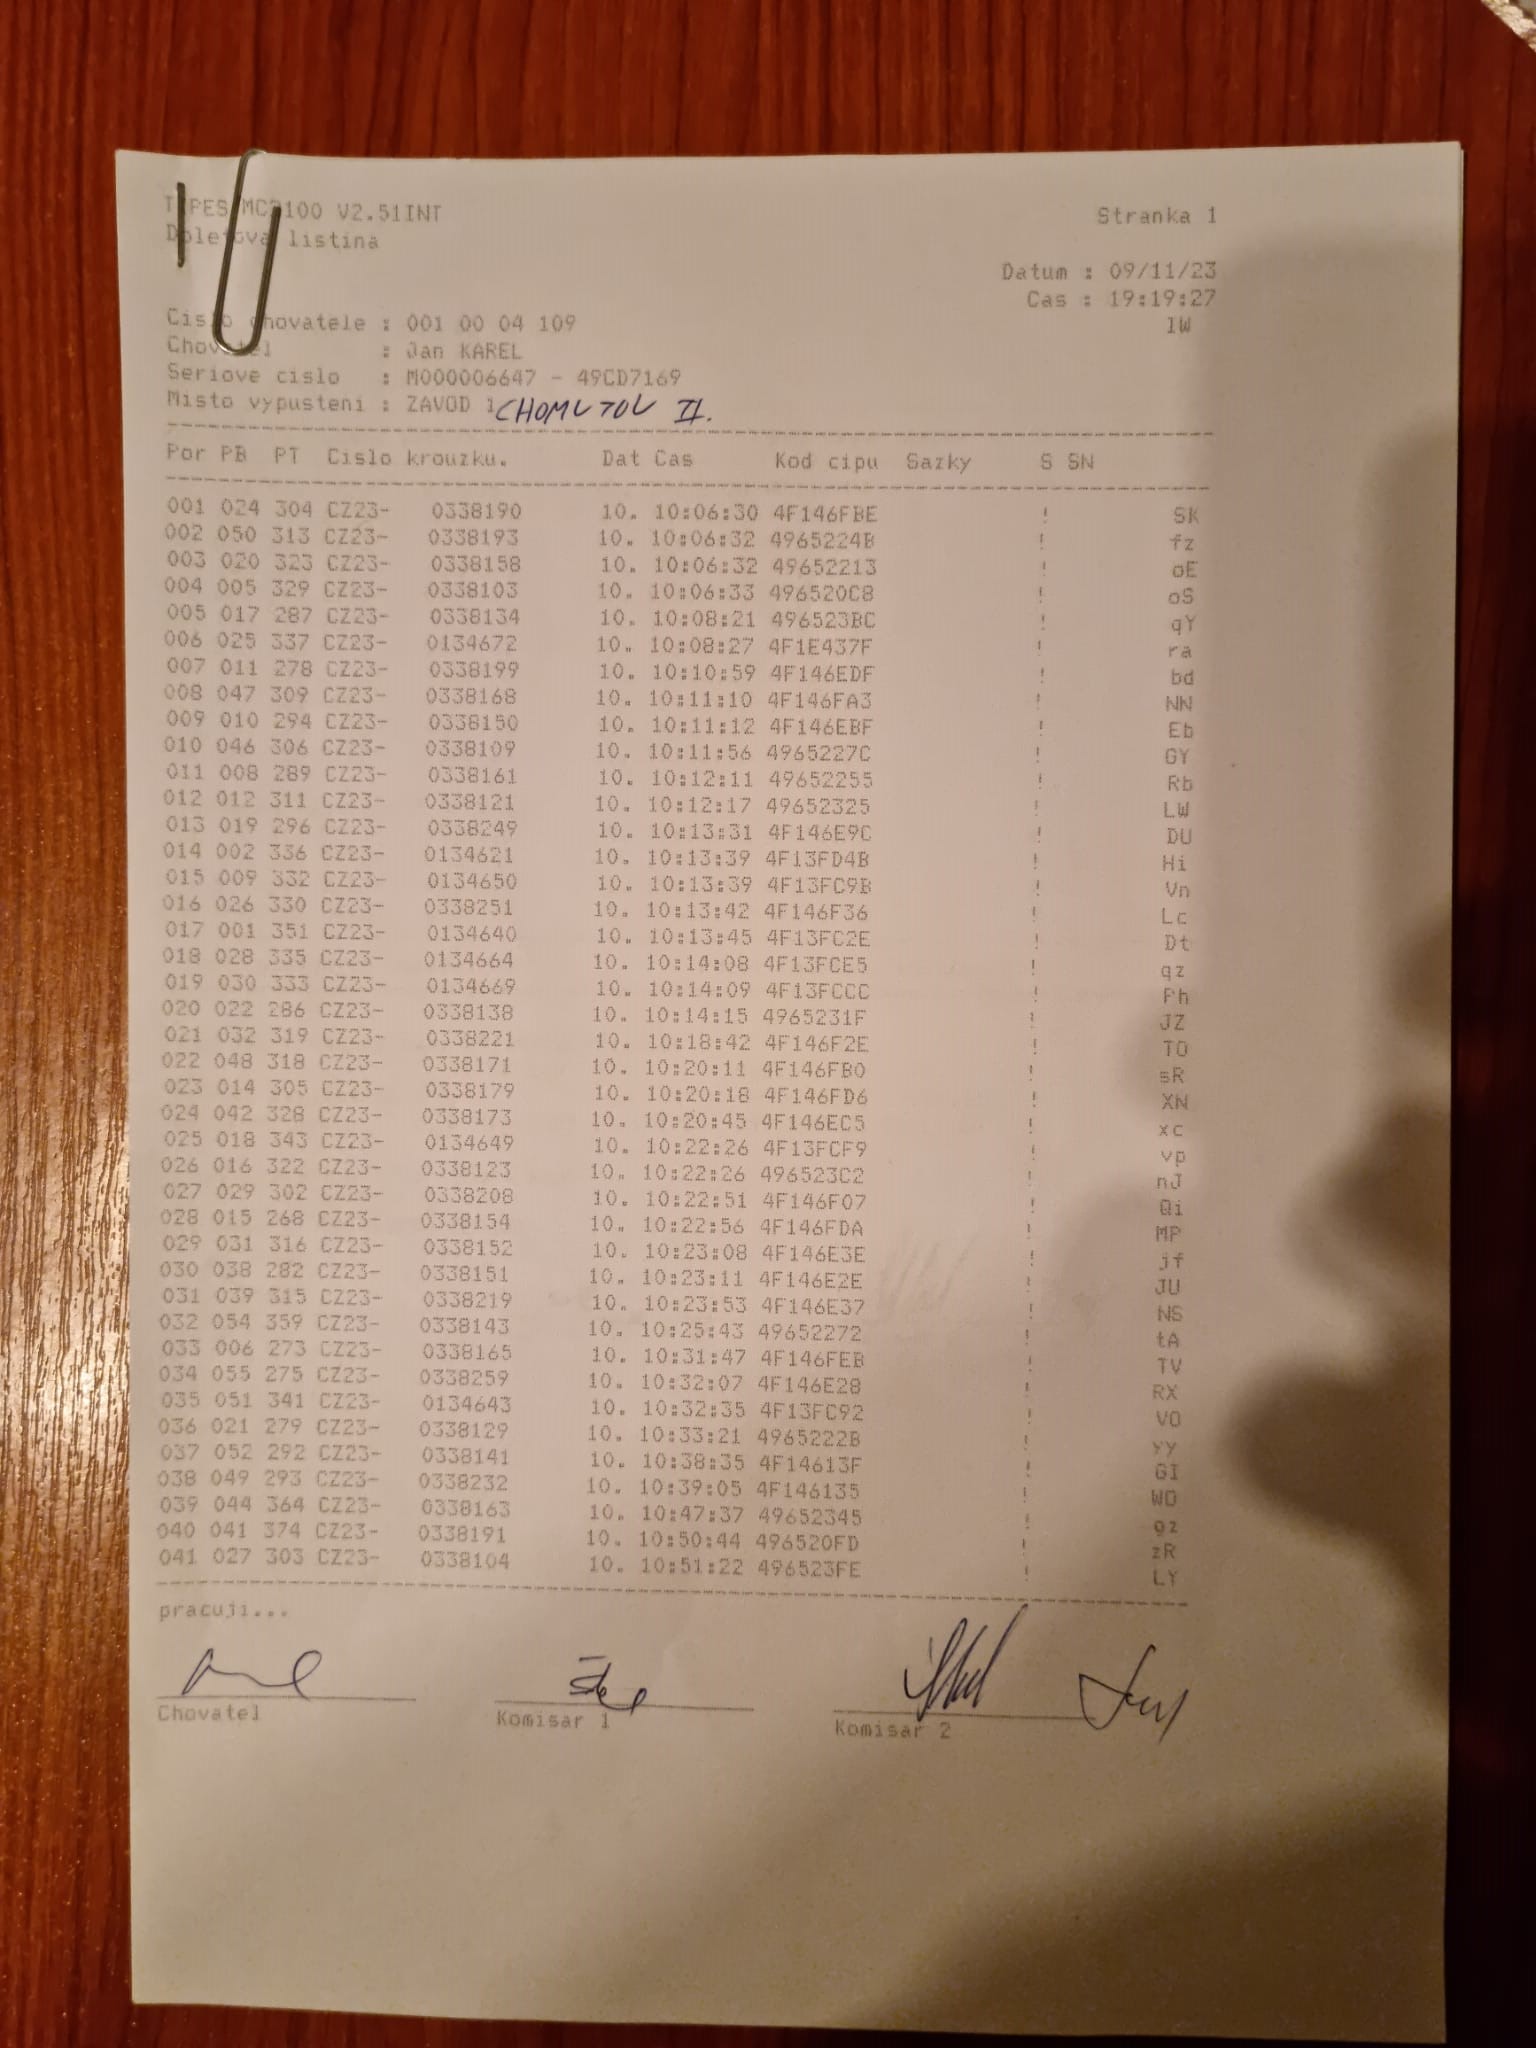 TIPES MC2100 V2.51INT Stranka 1
Doletova listina
Datum : 09/11/23
Cas : 19:19:27
Cislo chovatele : 001 00 04 109 IW
Chovatel : Jan KAREL
Seriove cislo : M000006647 - 49CD7169
Misto vypusteni : ZAVOD 1 CHOMUTOV II.
Por PB PT Cislo krouzku. Dat Cas Kod cipu Sazky S SN
001 024 304 CZ23- 0338190 10. 10:06:30 4F146FBE ! SK
002 050 313 CZ23- 0338193 10. 10:06:32 4965224B ! fz
003 020 323 CZ23- 0338158 10. 10:06:32 49652213 ! oE
004 005 329 CZ23- 0338103 10. 10:06:33 496520C8 ! oS
005 017 287 CZ23- 0338134 10. 10:08:21 496523BC ! qY
006 025 337 CZ23- 0134672 10. 10:08:27 4F1E437F ! ra
007 011 278 CZ23- 0338199 10. 10:10:59 4F146EDF ! bd
008 047 309 CZ23- 0338168 10. 10:11:10 4F146FA3 ! NN
009 010 294 CZ23- 0338150 10. 10:11:12 4F146EBF ! Eb
010 046 306 CZ23- 0338109 10. 10:11:56 4965227C ! GY
011 008 289 CZ23- 0338161 10. 10:12:11 49652255 ! Rb
012 012 311 CZ23- 0338121 10. 10:12:17 49652325 ! LW
013 019 296 CZ23- 0338249 10. 10:13:31 4F146E9C ! DU
014 002 336 CZ23- 0134621 10. 10:13:39 4F13FD4B ! Hi
015 009 332 CZ23- 0134650 10. 10:13:39 4F13FC9B ! Vn
016 026 330 CZ23- 0338251 10. 10:13:42 4F146F36 ! Lc
017 001 351 CZ23- 0134640 10. 10:13:45 4F13FC2E ! Dt
018 028 335 CZ23- 0134664 10. 10:14:08 4F13FCE5 ! qz
019 030 333 CZ23- 0134669 10. 10:14:09 4F13FCCC ! Ph
020 022 286 CZ23- 0338138 10. 10:14:15 4965231F ! JZ
021 032 319 CZ23- 0338221 10. 10:18:42 4F146F2E ! TO
022 048 318 CZ23- 0338171 10. 10:20:11 4F146FB0 ! sR
023 014 305 CZ23- 0338179 10. 10:20:18 4F146FD6 ! XN
024 042 328 CZ23- 0338173 10. 10:20:45 4F146EC5 ! xc
025 018 343 CZ23- 0134649 10. 10:22:26 4F13FCF9 ! vp
026 016 322 CZ23- 0338123 10. 10:22:26 496523C2 ! nJ
027 029 302 CZ23- 0338208 10. 10:22:51 4F146F07 ! Qi
028 015 268 CZ23- 0338154 10. 10:22:56 4F146FDA ! MP
029 031 316 CZ23- 0338152 10. 10:23:08 4F146E3E ! jf
030 038 282 CZ23- 0338151 10. 10:23:11 4F146E2E ! JU
031 039 315 CZ23- 0338219 10. 10:23:53 4F146E37 ! NS
032 054 359 CZ23- 0338143 10. 10:25:43 49652272 ! tA
033 006 273 CZ23- 0338165 10. 10:31:47 4F146FEB ! TV
034 055 275 CZ23- 0338259 10. 10:32:07 4F146E28 ! RX
035 051 341 CZ23- 0134643 10. 10:32:35 4F13FC92 ! VO
036 021 279 CZ23- 0338129 10. 10:33:21 4965222B ! yy
037 052 292 CZ23- 0338141 10. 10:38:35 4F14613F ! GI
038 049 293 CZ23- 0338232 10. 10:39:05 4F146135 ! WO
039 044 364 CZ23- 0338163 10. 10:47:37 49652345 ! gz
040 041 374 CZ23- 0338191 10. 10:50:44 496520FD ! zR
041 027 303 CZ23- 0338104 10. 10:51:22 496523FE ! LY
pracuji...
Chovatel Komisar 1 Komisar 2